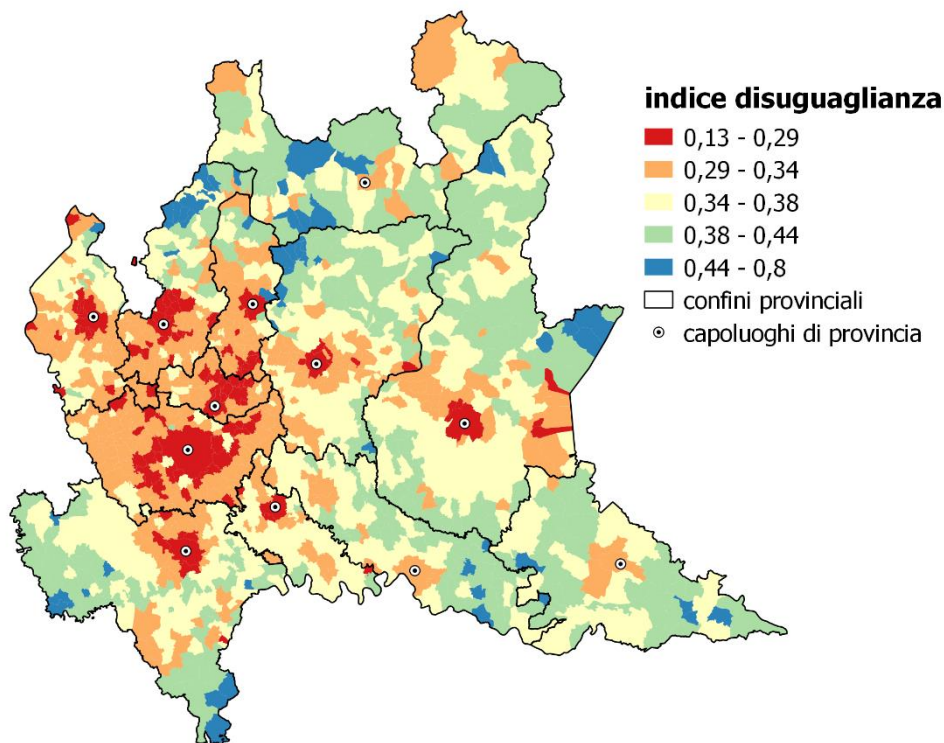 indice disuguaglianza
0,13 - 0,29
0,29 - 0,34
0,34 - 0,38
0,38 - 0,44
0,44 - 0,8
confini provinciali
capoluoghi di provincia